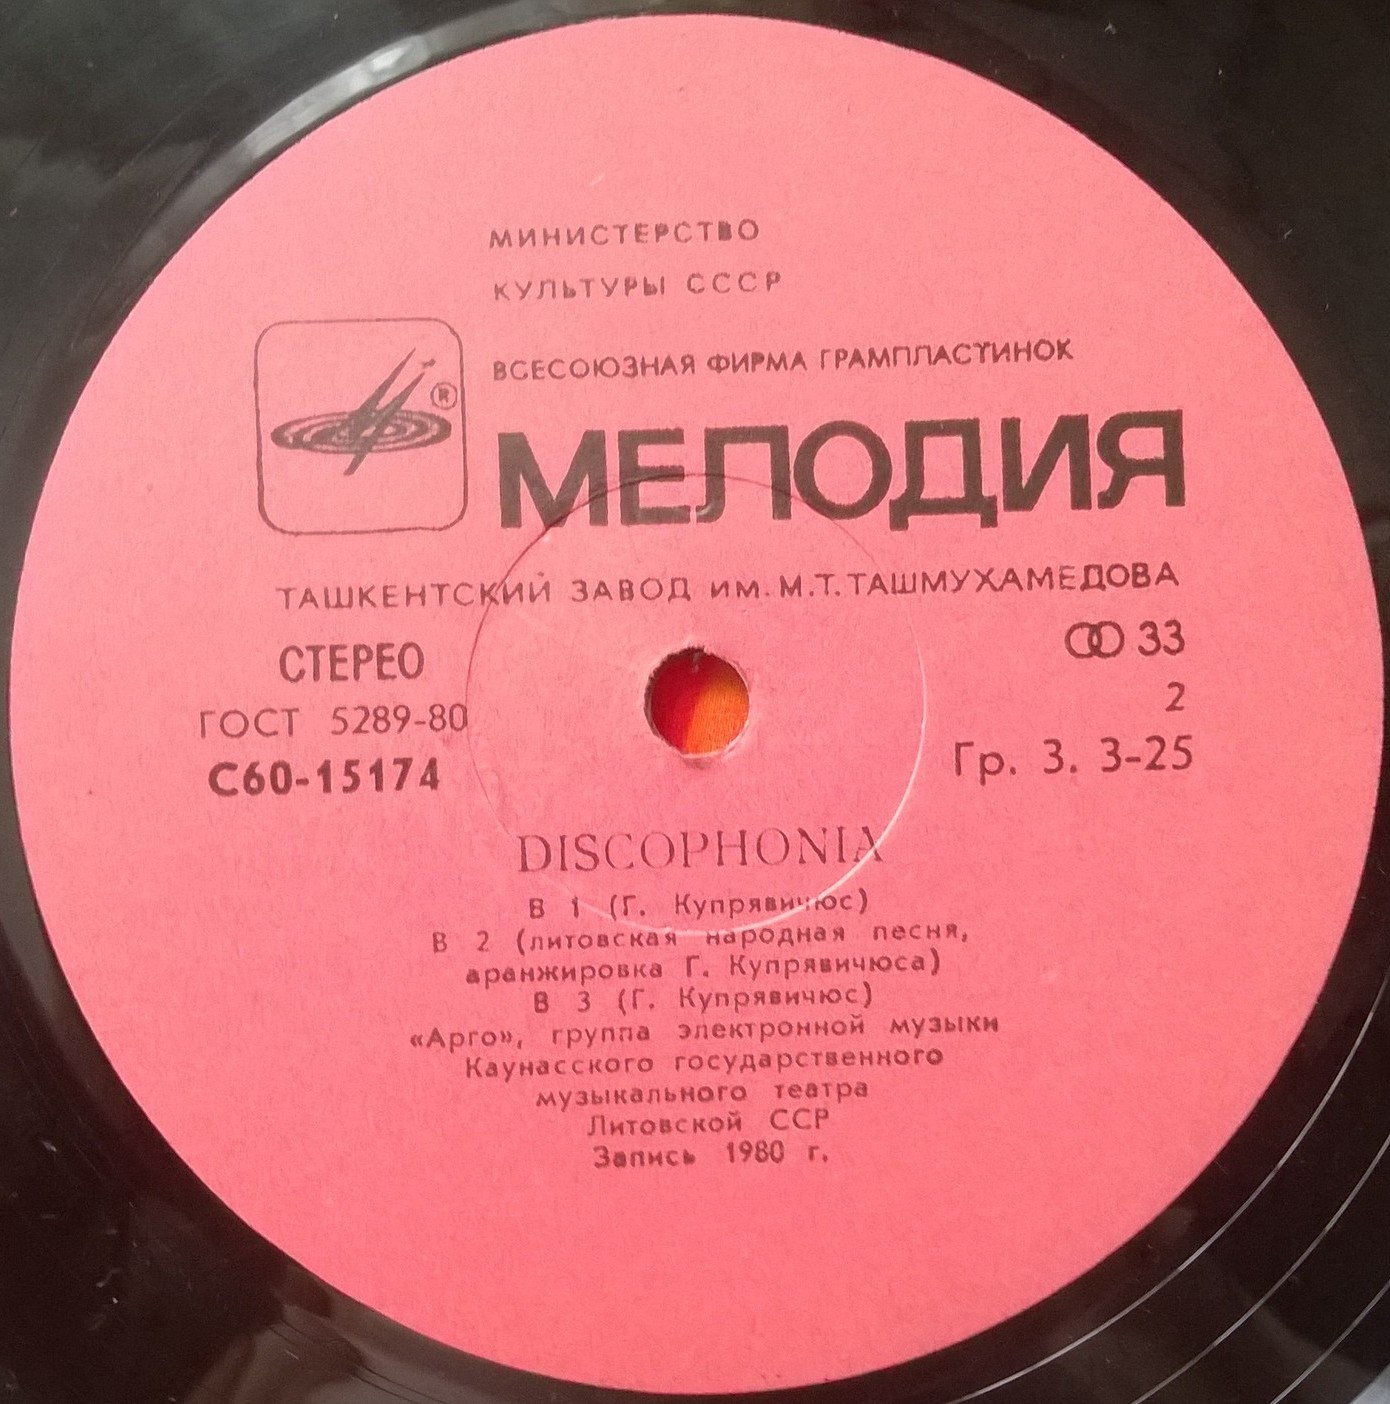 МИНИСТЕРСТВО
КУЛЬТУРЫ СССР
ВСЕСОЮЗНАЯ ФИРМА ГРАМПЛАСТИНОК
®
МЕЛОДИЯ
ТАШКЕНТСКИЙ ЗАВОД ИМ. М.Т. ТАШМУХАМЕДОВА
СТЕРЕО
33
ГОСТ 5289-80
2
С60-15174
Гр. 3. 3-25
DISCOPHONIA
В 1 (Г. Купрявичюс)
В 2 (литовская народная песня,
аранжировка Г. Купрявичюса)
В 3 (Г. Купрявичюс)
«Арго», группа электронной музыки
Каунасского государственного
музыкального театра
Литовской ССР
Запись 1980 г.